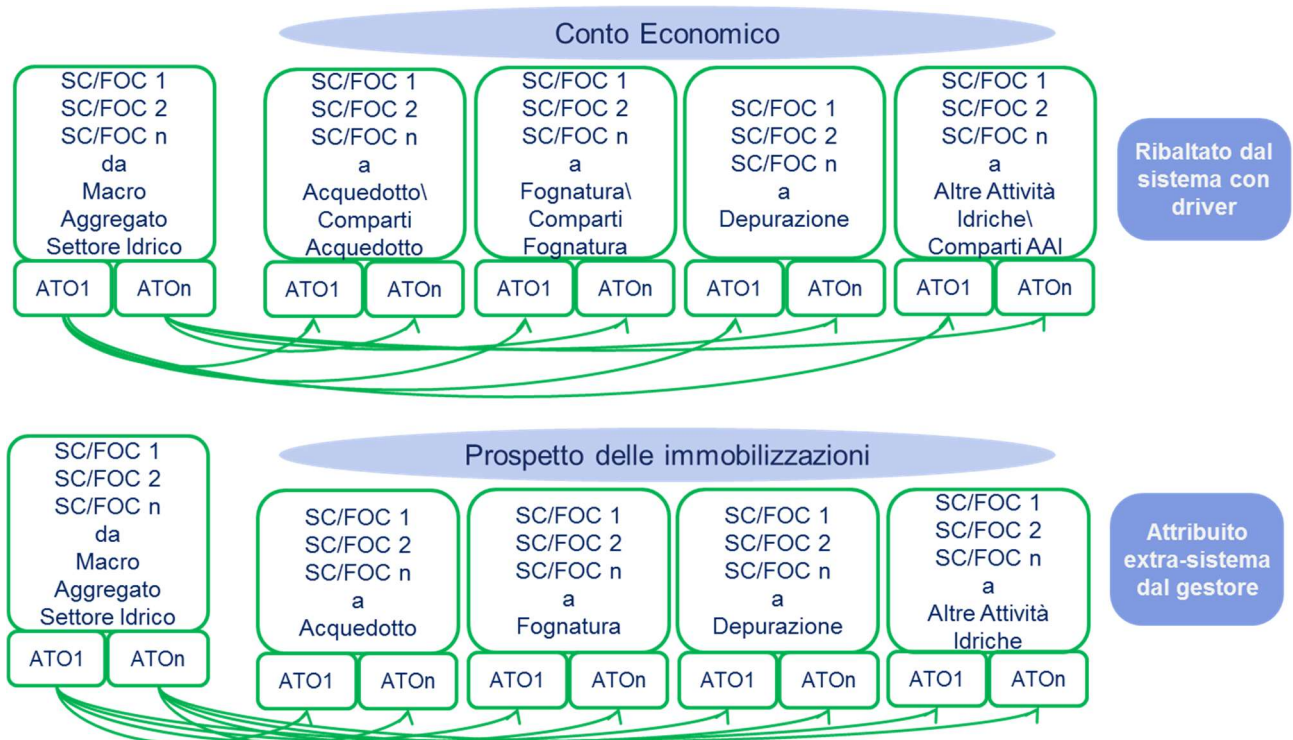 Conto Economico
SC/FOC 1
SC/FOC 2
SC/FOC n
da
Macro
Aggregato
Settore Idrico
ATO1
ATOn
SC/FOC 1
SC/FOC 2
SC/FOC n
a
Acquedotto\
Comparti
Acquedotto
ATO1
ATOn
SC/FOC 1
SC/FOC 2
SC/FOC n
a
Fognatura\
Comparti
Fognatura
ATO1
ATOn
SC/FOC 1
SC/FOC 2
SC/FOC n
a
Depurazione
ATO1
ATOn
SC/FOC 1
SC/FOC 2
SC/FOC n
a
Altre Attività
Idriche\
Comparti AAI
ATO1
ATOn
Ribaltato dal
sistema con
driver
Prospetto delle immobilizzazioni
SC/FOC 1
SC/FOC 2
SC/FOC n
da
Macro
Aggregato
Settore Idrico
ATO1
ATOn
SC/FOC 1
SC/FOC 2
SC/FOC n
a
Acquedotto
ATO1
ATOn
SC/FOC 1
SC/FOC 2
SC/FOC n
a
Fognatura
ATO1
ATOn
SC/FOC 1
SC/FOC 2
SC/FOC n
a
Depurazione
ATO1
ATOn
SC/FOC 1
SC/FOC 2
SC/FOC n
a
Altre Attività
Idriche
ATO1
ATOn
Attribuito
extra-sistema
dal gestore